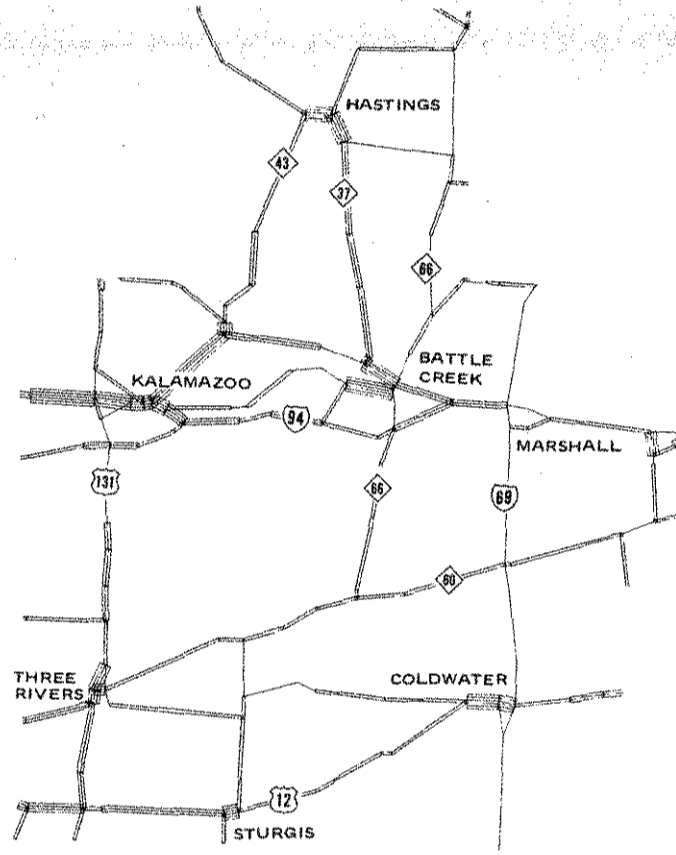 HASTINGS
43
37
66
BATTLE
CREEK
KALAMAZOO
94
MARSHALL
131
66
69
60
THREE
RIVERS
COLDWATER
12
STURGIS